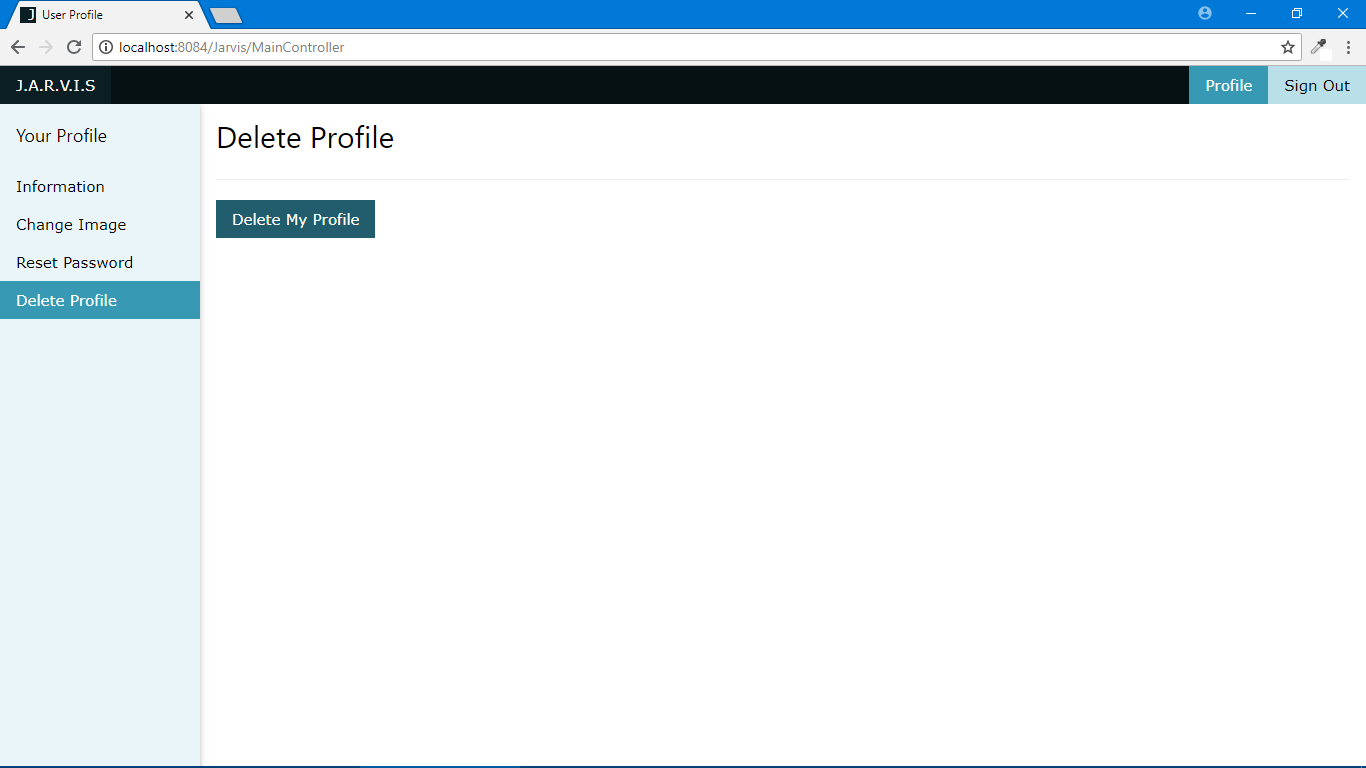 User Profile
localhost:8084/Jarvis/MainController
J.A.R.V.I.S
Profile
Sign Out
Your Profile
Information
Change Image
Reset Password
Delete Profile
Delete Profile
Delete My Profile